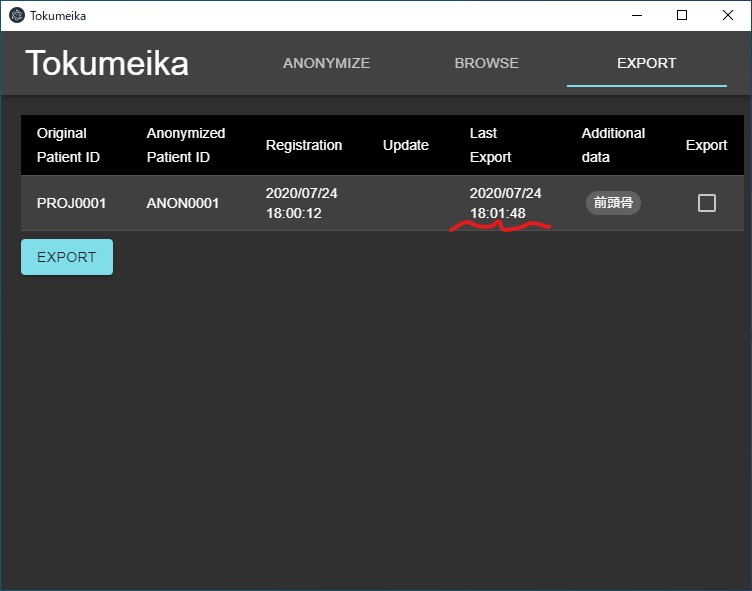 Tokumeika
Tokumeika
ANONYMIZE
BROWSE
EXPORT
Original
Patient ID
Anonymized
Patient ID
Registration
Update
Last
Export
Additional
data
Export
PROJ0001
ANON0001
2020/07/24
18:00:12
2020/07/24
18:01:48
前頭骨
EXPORT